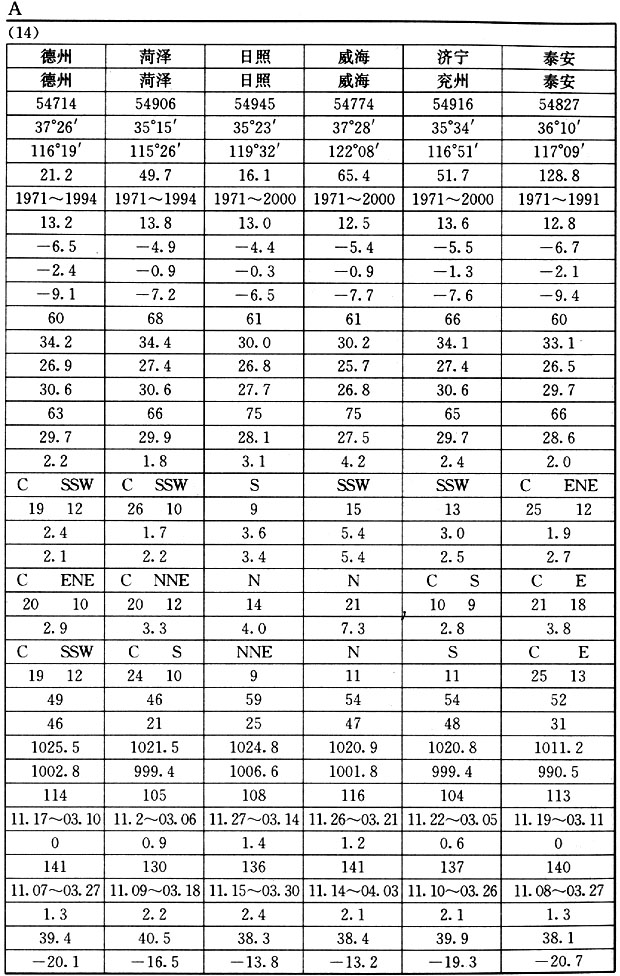 A
(14)
德州 菏泽 日照 威海 济宁 泰安
德州 菏泽 日照 威海 兖州 泰安
54714 54906 54945 54774 54916 54827
37°26′ 35°15′ 35°23′ 37°28′ 35°34′ 36°10′
116°19′ 115°26′ 119°32′ 122°08′ 116°51′ 117°09′
21.2 49.7 16.1 65.4 51.7 128.8
1971～1994 1971～1994 1971～2000 1971～2000 1971～2000 1971～1991
13.2 13.8 13.0 12.5 13.6 12.8
－6.5 －4.9 －4.4 －5.4 －5.5 －6.7
－2.4 －0.9 －0.3 －0.9 －1.3 －2.1
－9.1 －7.2 －6.5 －7.7 －7.6 －9.4
60 68 61 61 66 60
34.2 34.4 30.0 30.2 34.1 33.1
26.9 27.4 26.8 25.7 27.4 26.5
30.6 30.6 27.7 26.8 30.6 29.7
63 66 75 75 65 66
29.7 29.9 28.1 27.5 29.7 28.6
2.2 1.8 3.1 4.2 2.4 2.0
C SSW C SSW S SSW SSW C ENE
19 12 26 10 9 15 13 25 12
2.4 1.7 3.6 5.4 3.0 1.9
2.1 2.2 3.4 5.4 2.5 2.7
C ENE C NNE N N C S C E
20 10 20 12 14 21 10 9 21 18
2.9 3.3 4.0 7.3 2.8 3.8
C SSW C S NNE N S C E
19 12 24 10 9 11 11 25 13
49 46 59 54 54 52
46 21 25 47 48 31
1025.5 1021.5 1024.8 1020.9 1020.8 1011.2
1002.8 999.4 1006.6 1001.8 999.4 990.5
114 105 108 116 104 113
11.17～03.10 11.2～03.06 11.27～03.14 11.26～03.21 11.22～03.05 11.19～03.11
0 0.9 1.4 1.2 0.6 0
141 130 136 141 137 140
11.07～03.27 11.09～03.18 11.15～03.30 11.14～04.03 11.10～03.26 11.08～03.27
1.3 2.2 2.4 2.1 2.1 1.3
39.4 40.5 38.3 38.4 39.9 38.1
－20.1 －16.5 －13.8 －13.2 －19.3 －20.7